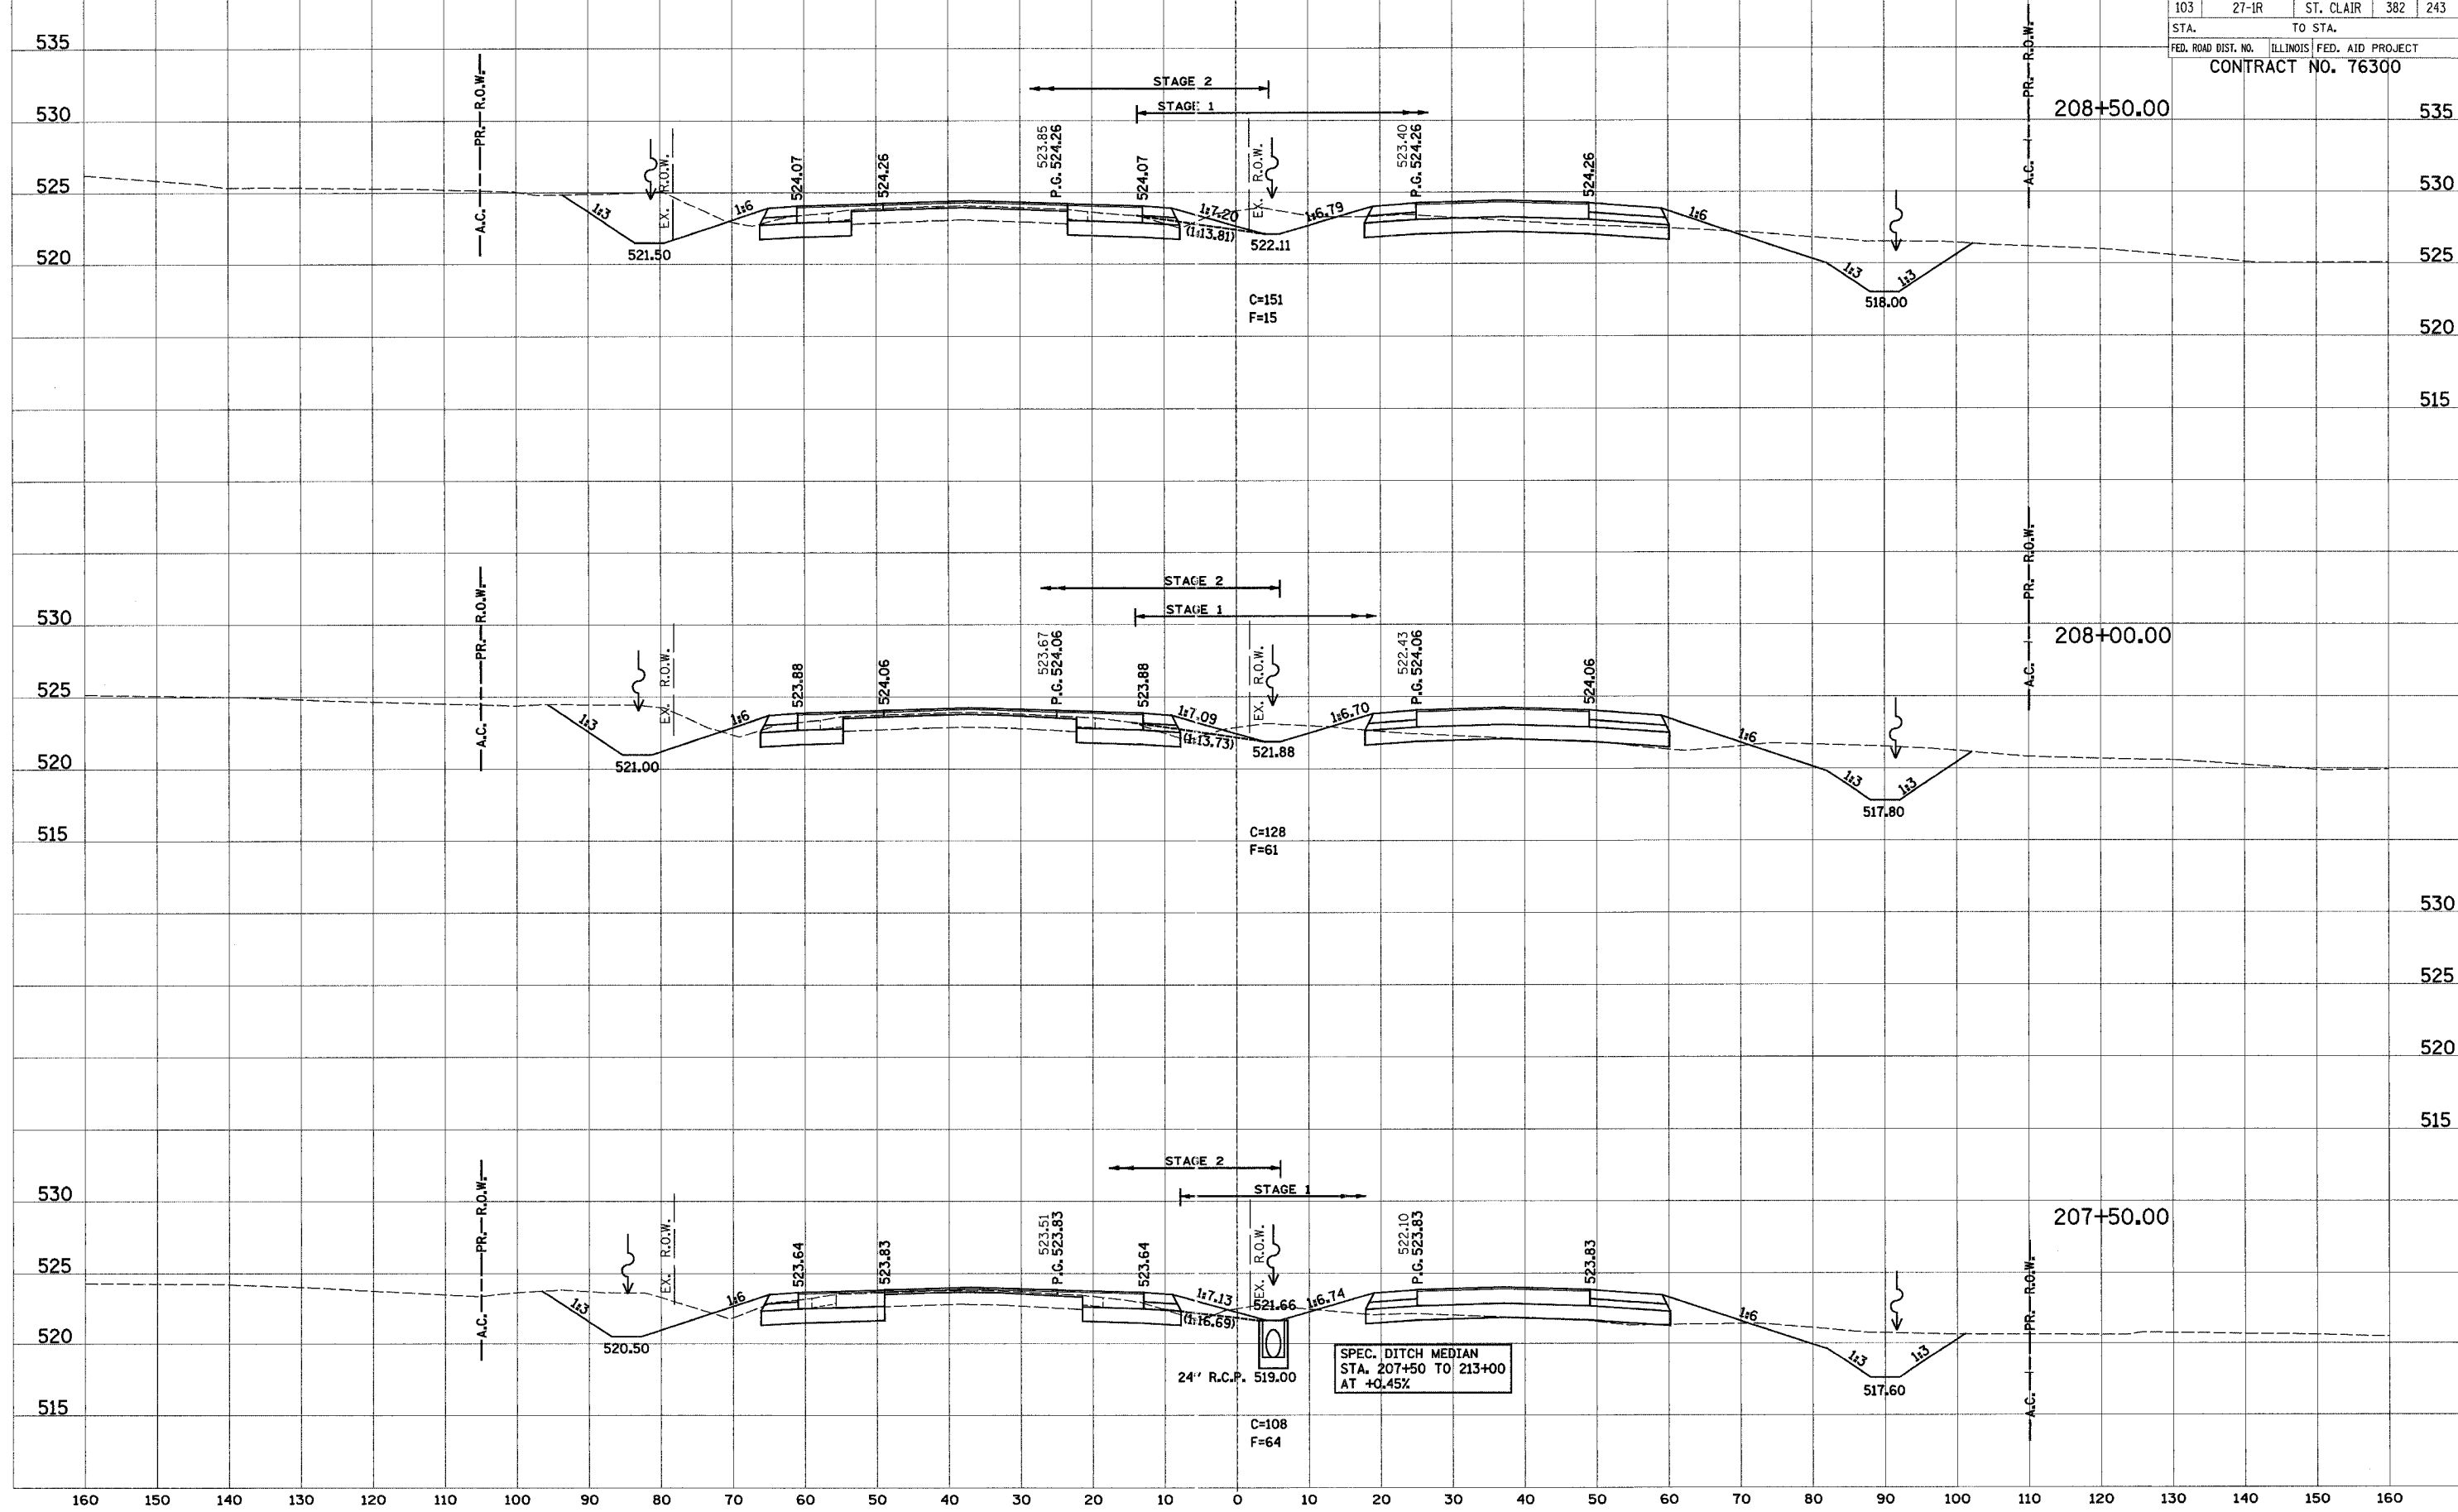 103 27-1R ST. CLAIR 382 243
STA. TO STA.
FED. ROAD DIST. NO. ILLINOIS FED. AID PROJECT
CONTRACT NO. 76300
535
530
525
520
A.C. PR. R.O.W.
EX. R.O.W.
STAGE 2
STAGE 1
1:3
521.50
1:6
524.07
524.26
523.85
P.G. 524.26
524.07
1:7.20
(1:13.81)
EX. R.O.W.
522.11
1:6.79
523.40
P.G. 524.26
524.26
1:6
1:3
1:3
518.00
A.C. PR. R.O.W.
208+50.00
535
530
525
520
515
C=151
F=15
530
525
520
515
A.C. PR. R.O.W.
EX. R.O.W.
STAGE 2
STAGE 1
1:3
521.00
1:6
523.88
524.06
523.67
P.G. 524.06
523.88
1:7.09
(1:13.73)
EX. R.O.W.
521.88
1:6.70
522.43
P.G. 524.06
524.06
1:6
1:3
1:3
517.80
A.C. PR. R.O.W.
208+00.00
530
525
520
515
C=128
F=61
530
525
520
515
A.C. PR. R.O.W.
EX. R.O.W.
STAGE 2
STAGE 1
1:3
520.50
1:6
523.64
523.83
523.51
P.G. 523.83
523.64
1:7.13
(1:16.69)
EX. R.O.W.
521.66
1:6.74
522.10
P.G. 523.83
523.83
1:6
1:3
1:3
517.60
A.C. PR. R.O.W.
207+50.00
24'' R.C.P. 519.00
SPEC. DITCH MEDIAN
STA. 207+50 TO 213+00
AT +0.45%
C=108
F=64
160 150 140 130 120 110 100 90 80 70 60 50 40 30 20 10 0 10 20 30 40 50 60 70 80 90 100 110 120 130 140 150 160